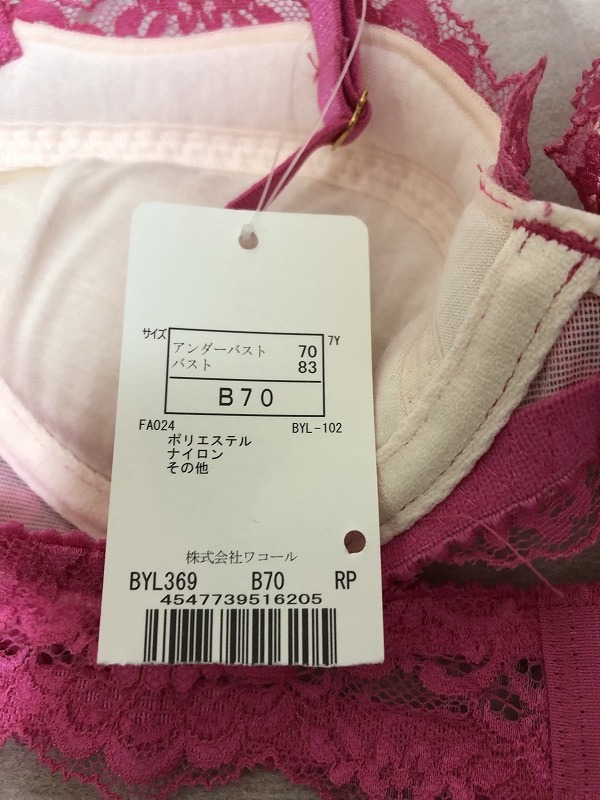 サイズ
7Y
アンダーバスト 70
バスト 83
B70
FA024 BYL-102
ポリエステル
ナイロン
その他
株式会社ワコール
BYL369 B70 RP
4547739516205